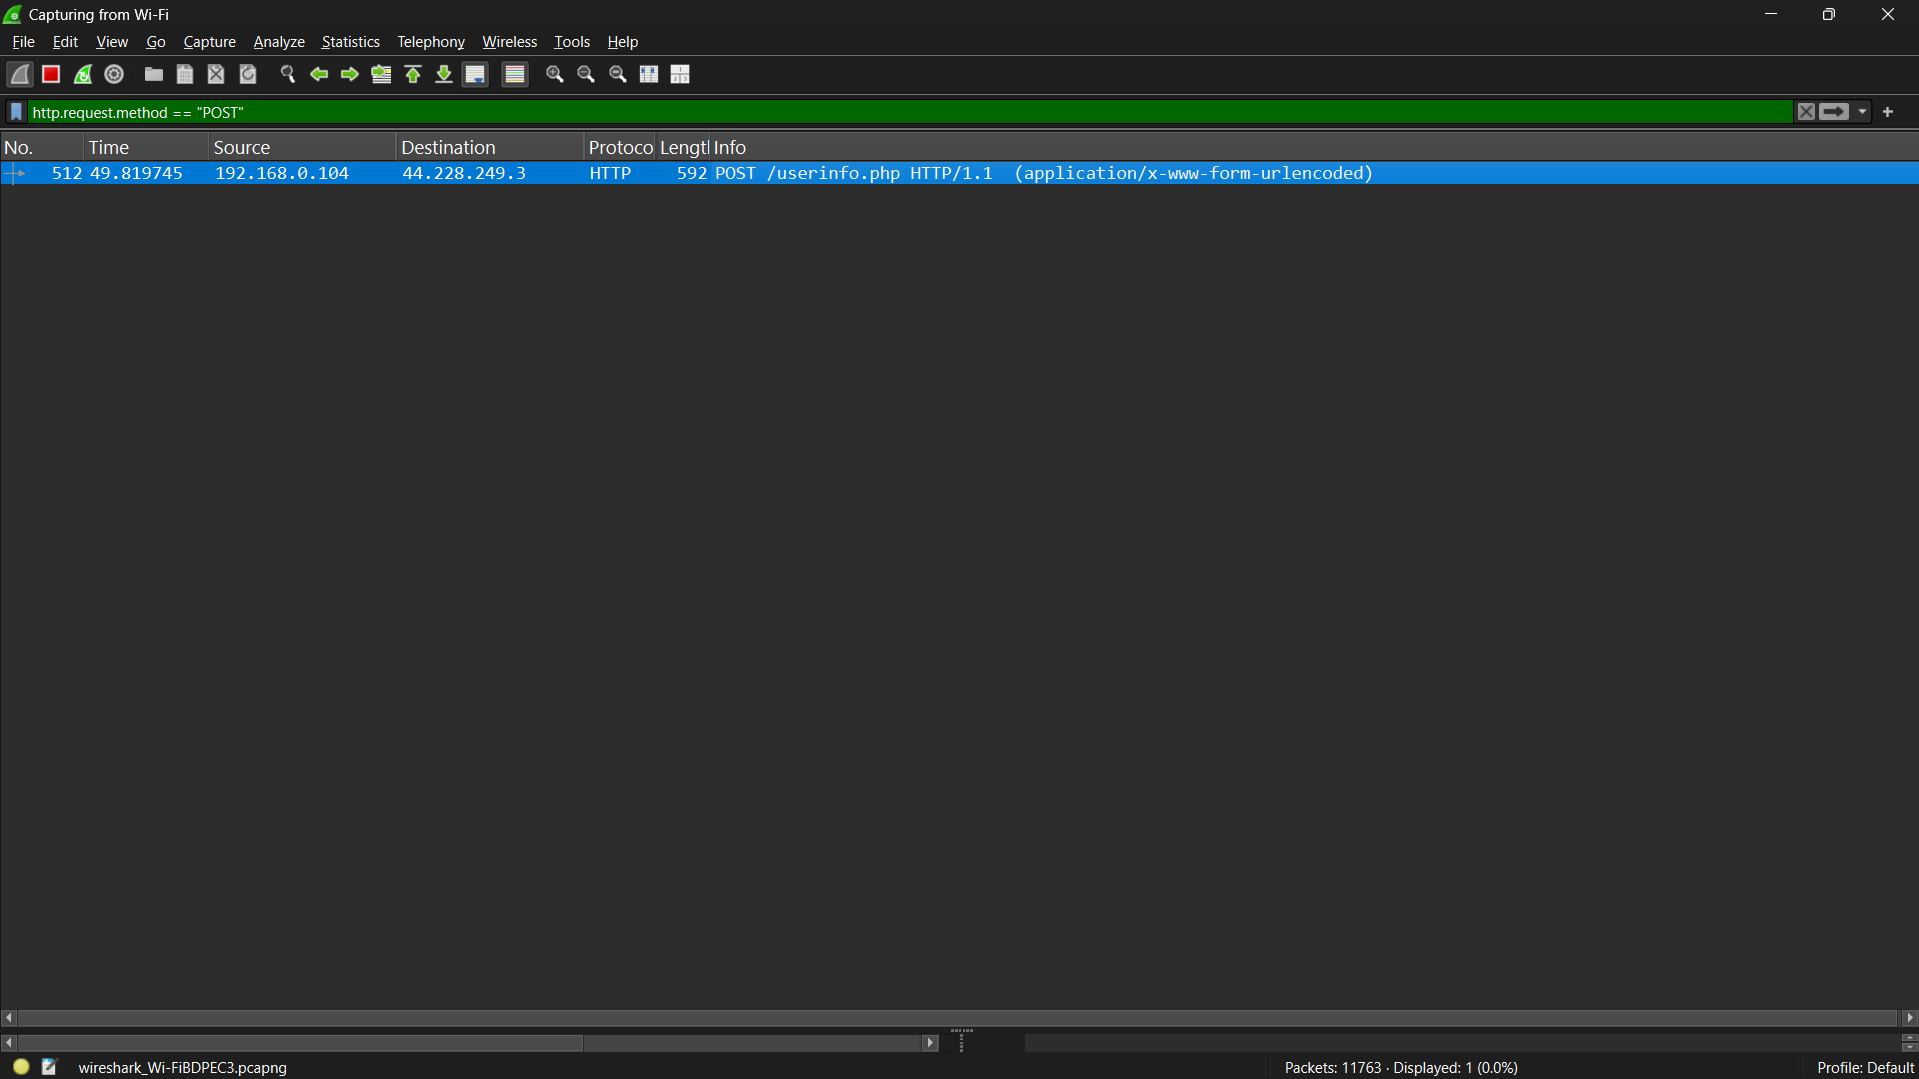 Capturing from Wi-Fi
File Edit View Go Capture Analyze Statistics Telephony Wireless Tools Help
http.request.method == "POST"
No. Time Source Destination Protoco Lengt Info
512 49.819745 192.168.0.104 44.228.249.3 HTTP 592 POST /userinfo.php HTTP/1.1 (application/x-www-form-urlencoded)
wireshark_Wi-FiBDPEC3.pcapng Packets: 11763 · Displayed: 1 (0.0%) Profile: Default